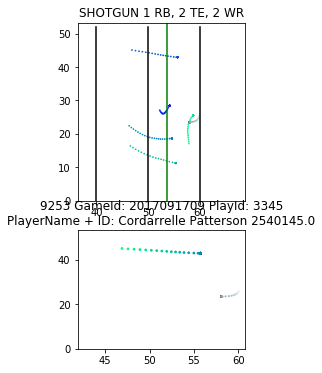 SHOTGUN 1 RB, 2 TE, 2 WR
50
40
30
20
10
0
40 50 60
9253 GameId: 2017091709 PlayId: 3345
PlayerName + ID: Cordarrelle Patterson 2540145.0
40
20
0
45 50 55 60